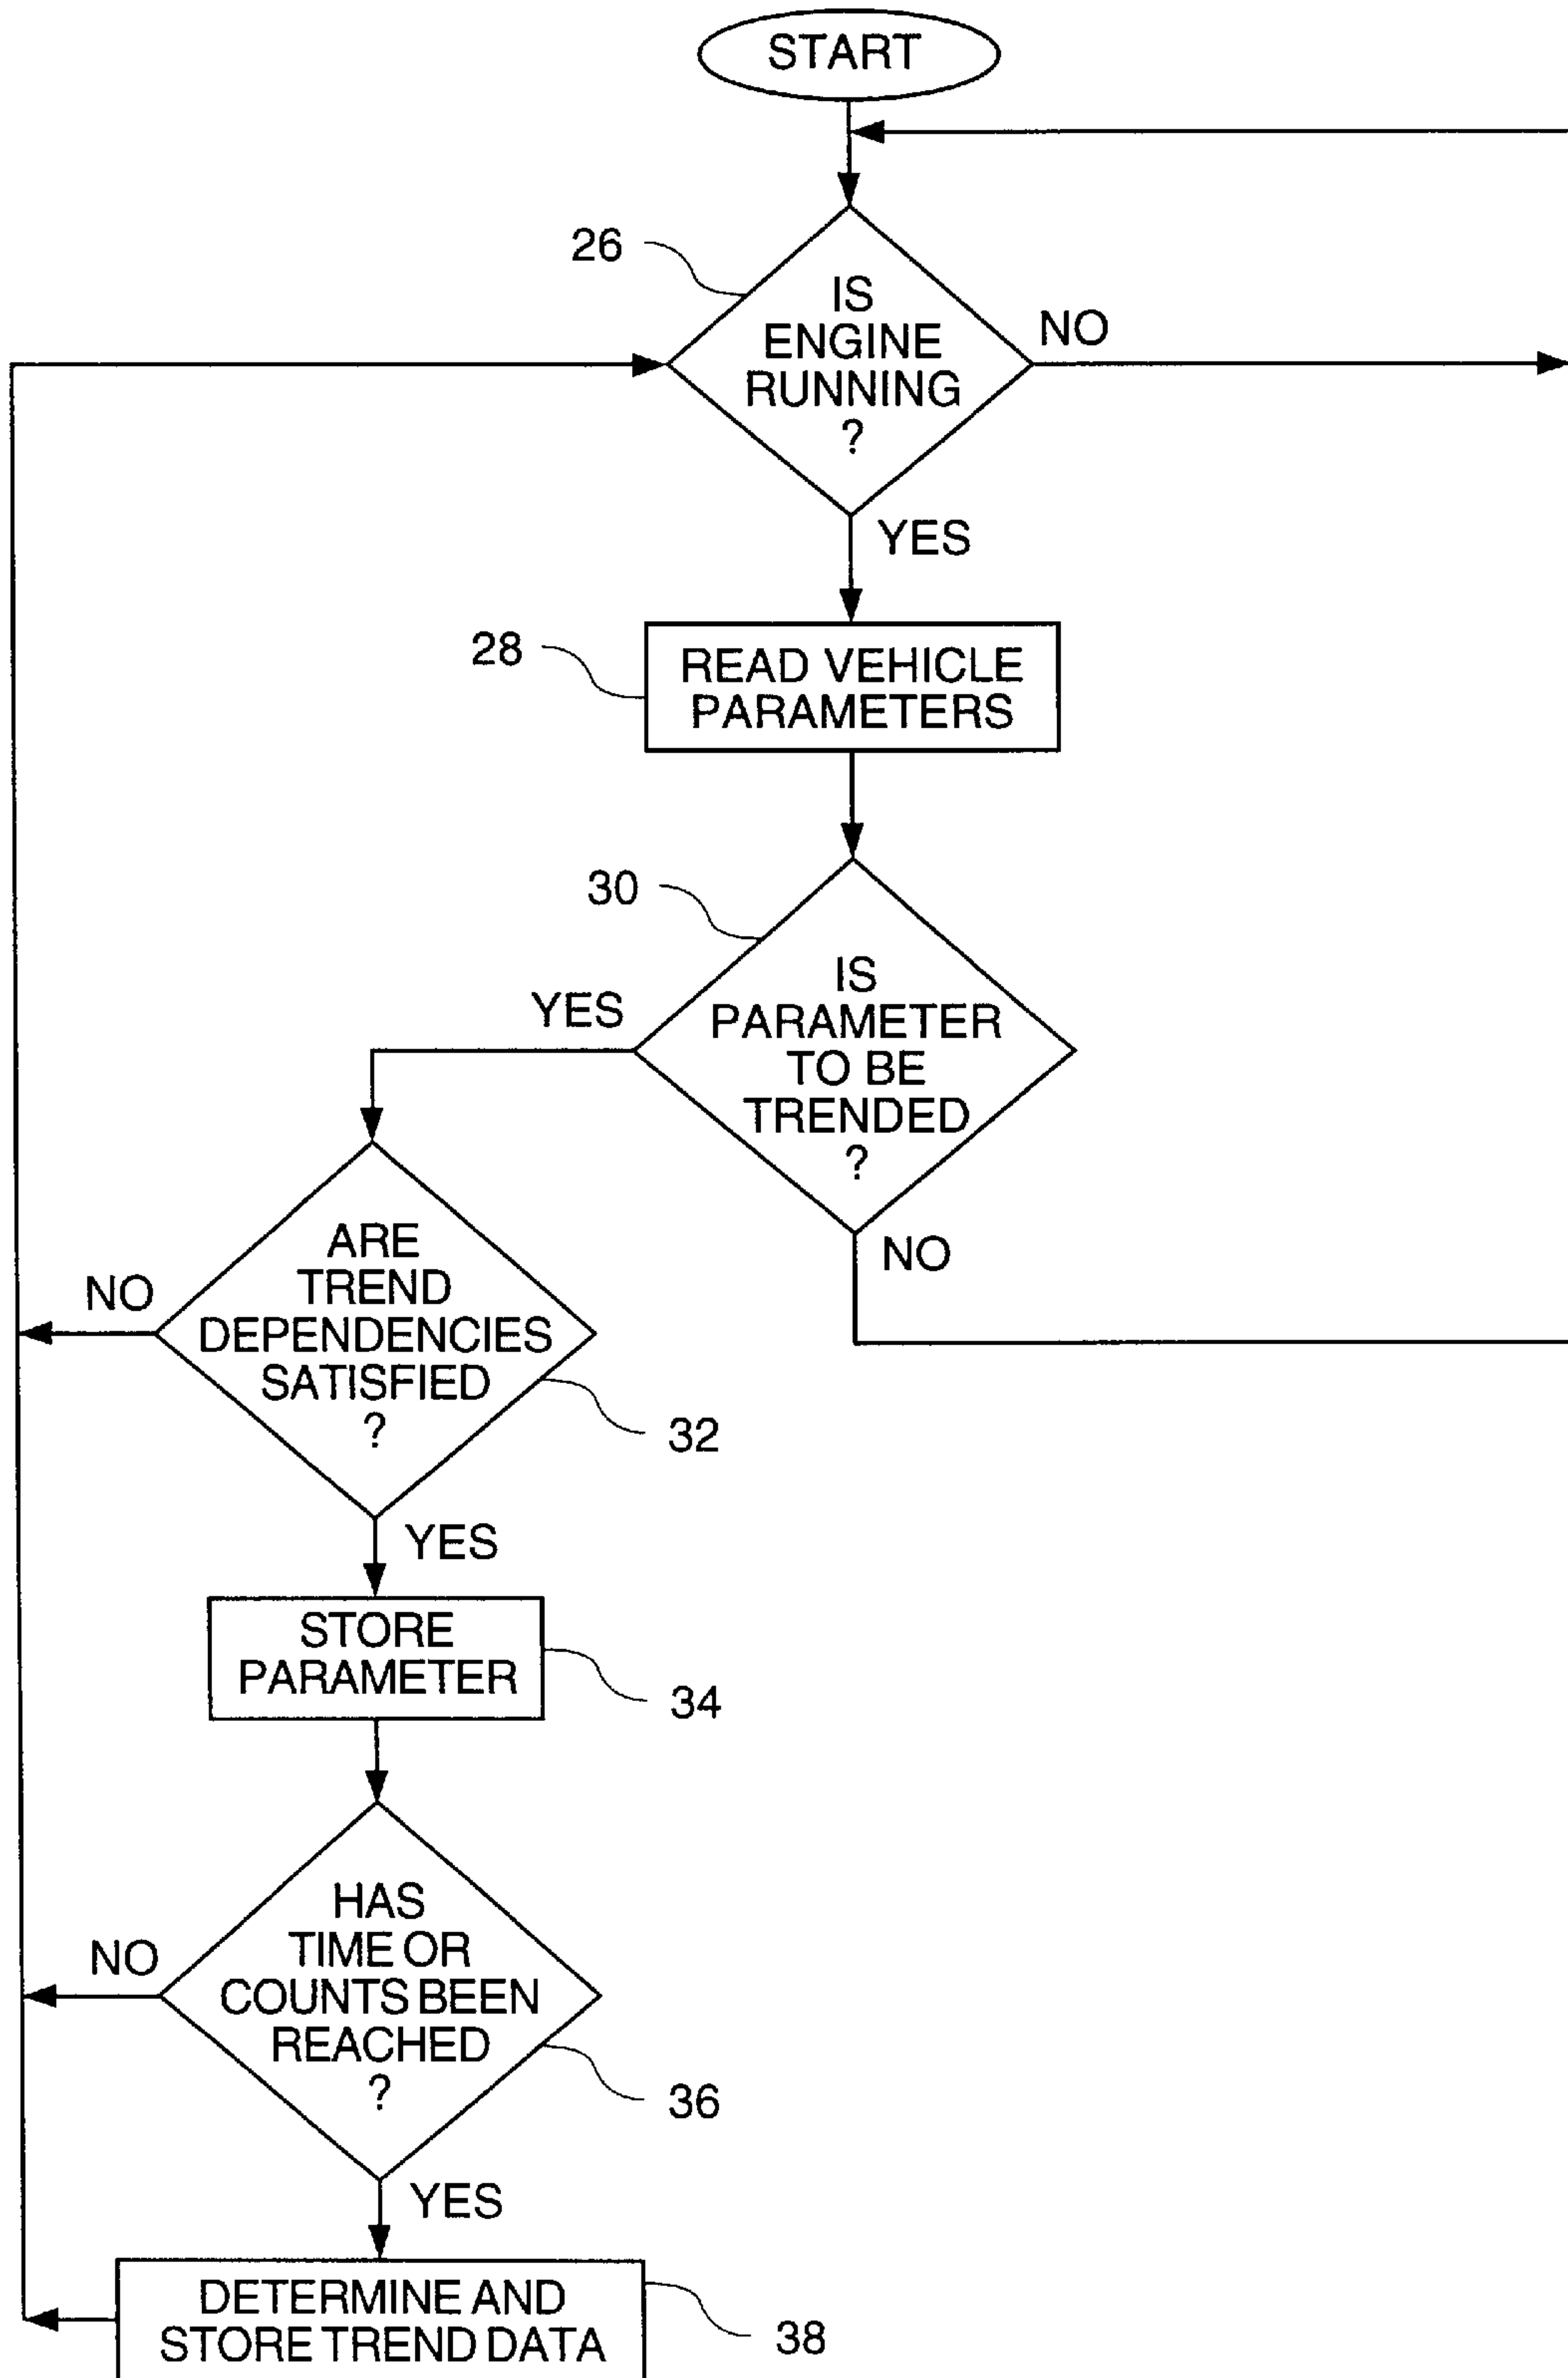 START
26
IS
ENGINE
RUNNING
?
NO
YES
28
READ VEHICLE
PARAMETERS
30
IS
PARAMETER
TO BE
TRENDED
?
YES
NO
ARE
TREND
DEPENDENCIES
SATISFIED
?
NO
32
YES
STORE
PARAMETER
34
HAS
TIME OR
COUNTS BEEN
REACHED
?
NO
36
YES
DETERMINE AND
STORE TREND DATA
38